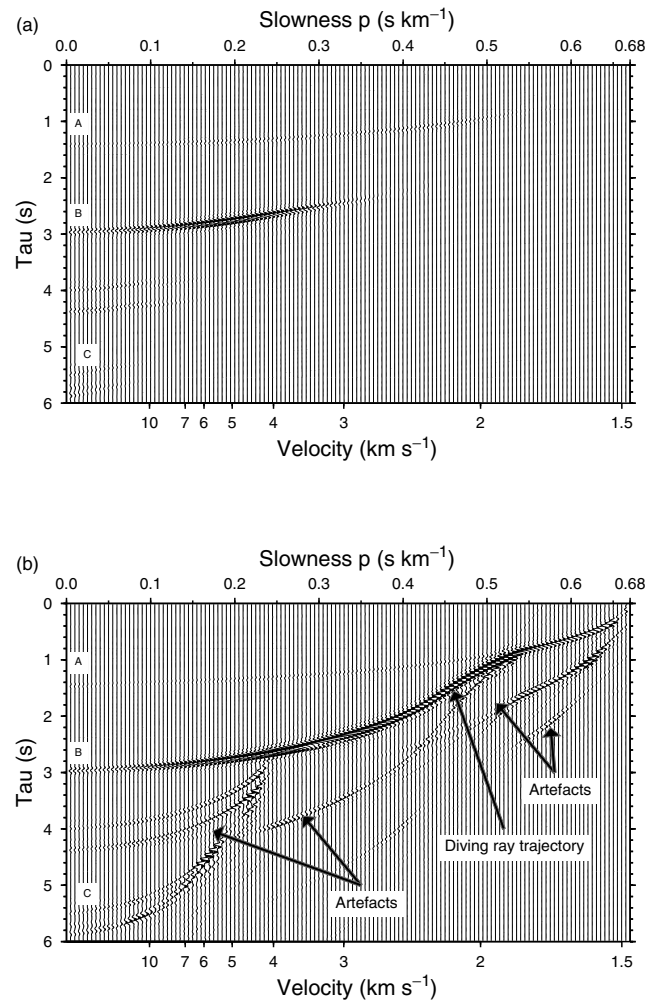 (a)
Slowness p (s km⁻¹)
0.0 0.1 0.2 0.3 0.4 0.5 0.6 0.68
0
1
2
3
4
5
6
Tau (s)
A
B
C
10 7 6 5 4 3 2 1.5
Velocity (km s⁻¹)
(b)
Slowness p (s km⁻¹)
0.0 0.1 0.2 0.3 0.4 0.5 0.6 0.68
0
1
2
3
4
5
6
Tau (s)
A
B
C
Artefacts
Diving ray trajectory
Artefacts
10 7 6 5 4 3 2 1.5
Velocity (km s⁻¹)